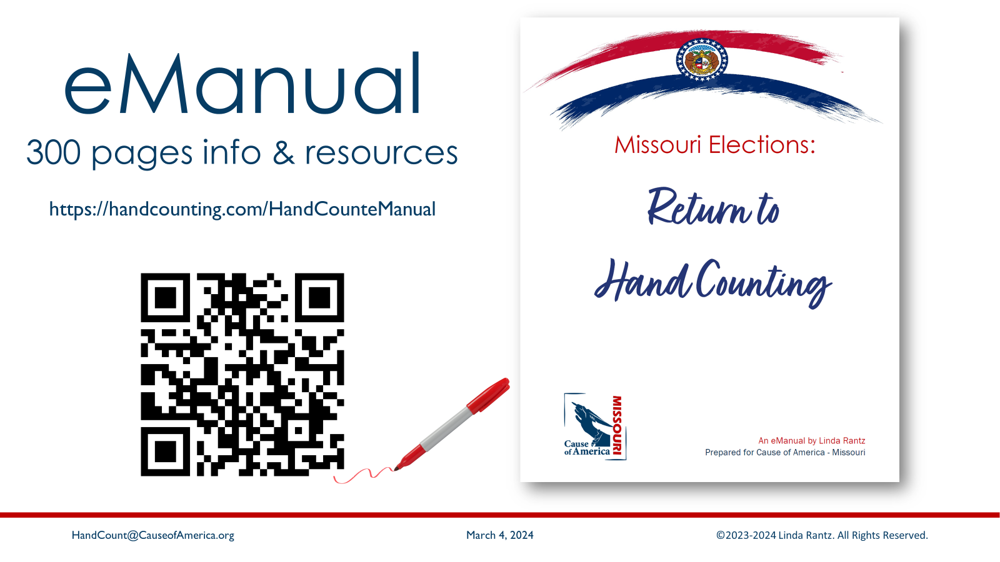 eManual
300 pages info & resources
https://handcounting.com/HandCounteManual
Missouri Elections:
Return to
Hand Counting
Cause
of America
MISSOURI
An eManual by Linda Rantz
Prepared for Cause of America - Missouri
HandCount@CauseofAmerica.org
March 4, 2024
©2023-2024 Linda Rantz. All Rights Reserved.